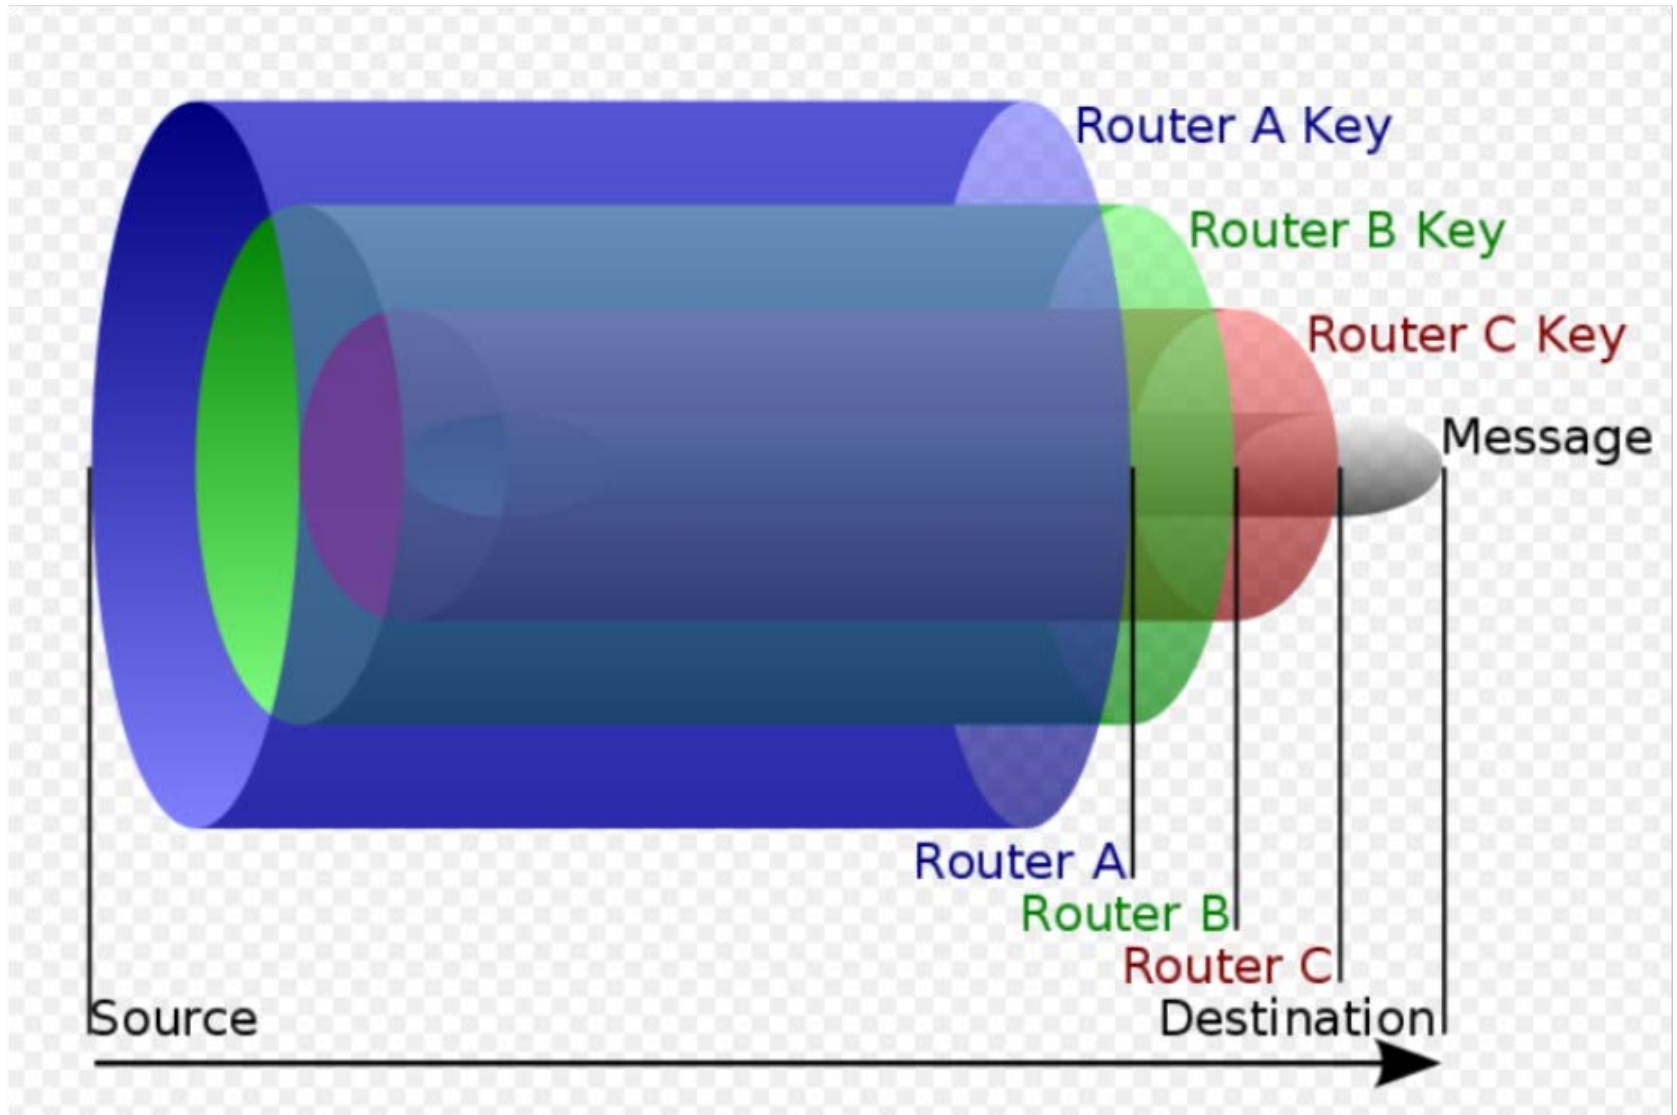 Router A Key
Router B Key
Router C Key
Message
Router A
Router B
Router C
Source
Destination